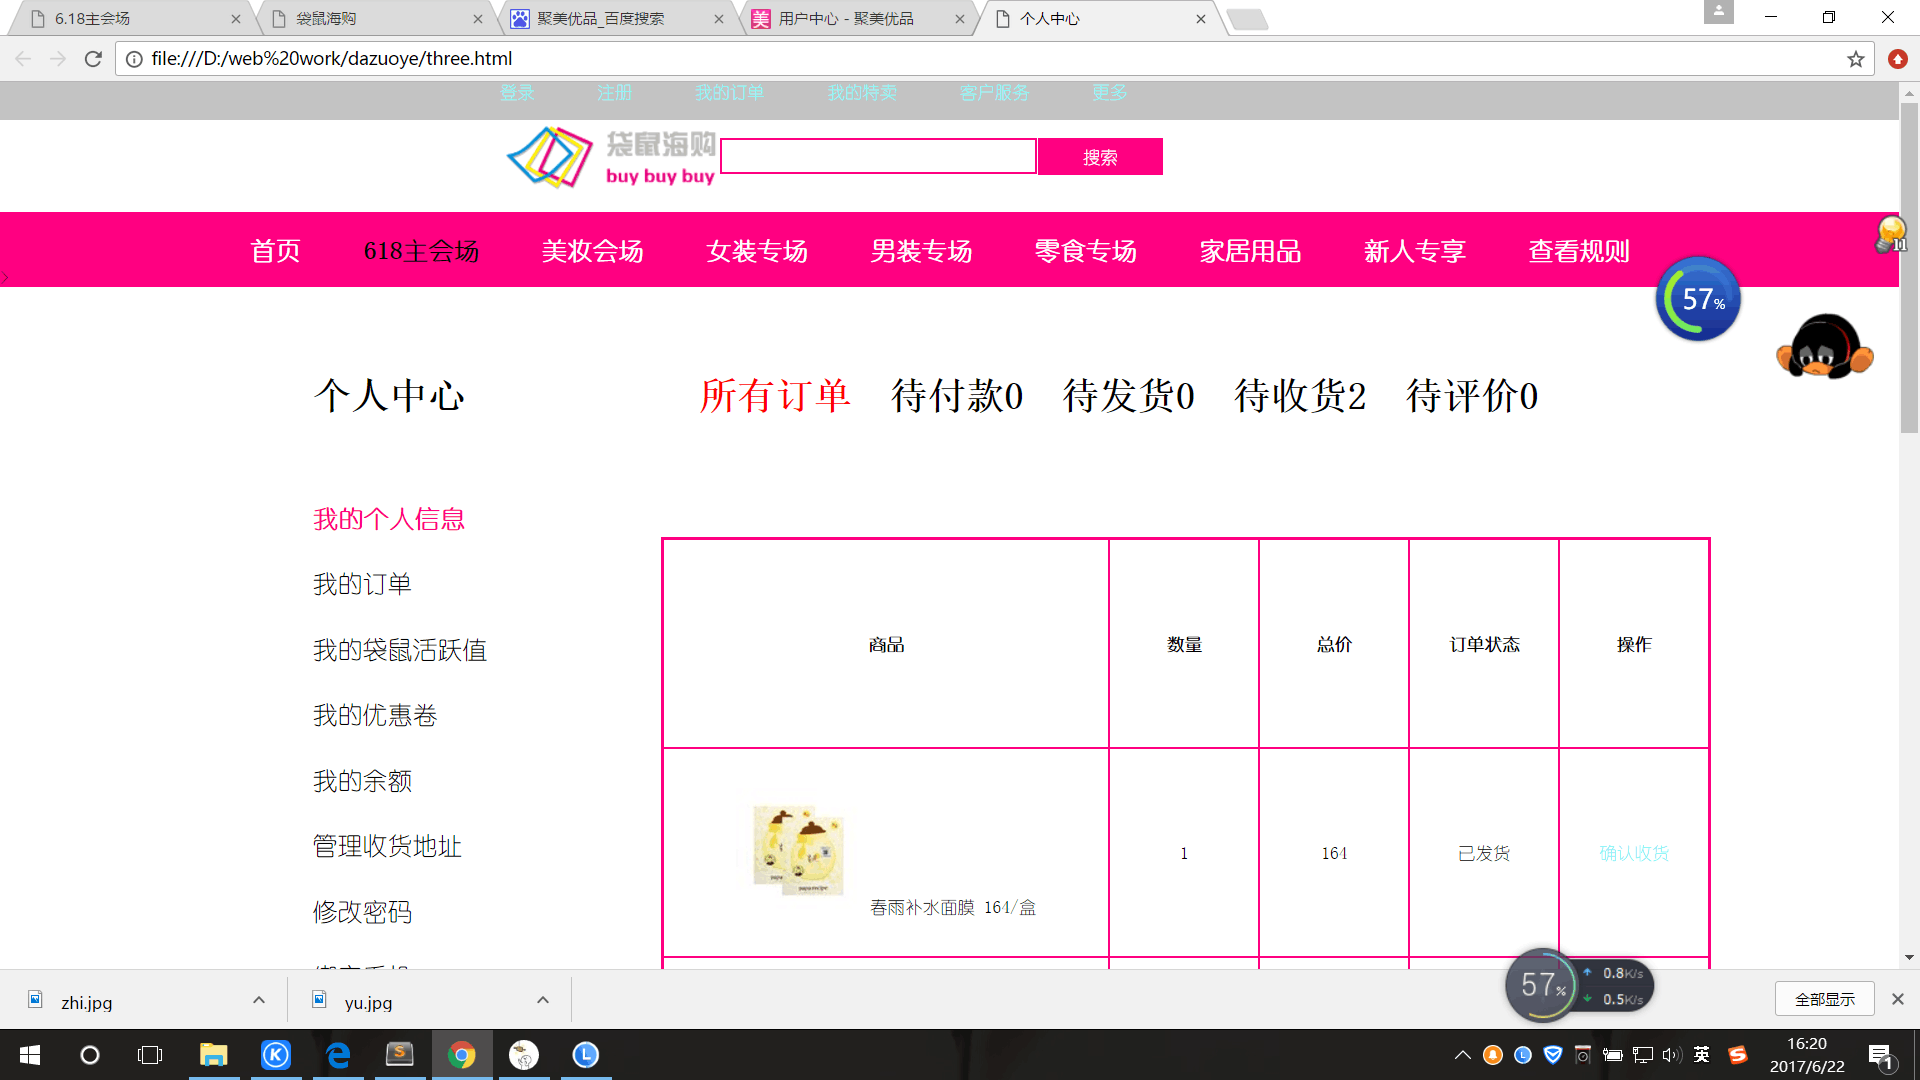 6.18主会场
袋鼠海购
聚美优品_百度搜索
用户中心 - 聚美优品
个人中心
file:///D:/web%20work/dazuoye/three.html
登录 注册 我的订单 我的特卖 客户服务 更多
袋鼠海购
buy buy buy
搜索
首页 618主会场 美妆会场 女装专场 男装专场 零食专场 家居用品 新人专享 查看规则
11
57%
个人中心 所有订单 待付款0 待发货0 待收货2 待评价0
我的个人信息
我的订单
我的袋鼠活跃值
我的优惠卷
我的余额
管理收货地址
修改密码
商品 数量 总价 订单状态 操作
春雨补水面膜 164/盒 1 164 已发货 确认收货
57%
0.8K/s
0.5K/s
zhi.jpg
yu.jpg
全部显示
英
16:20
2017/6/22
1